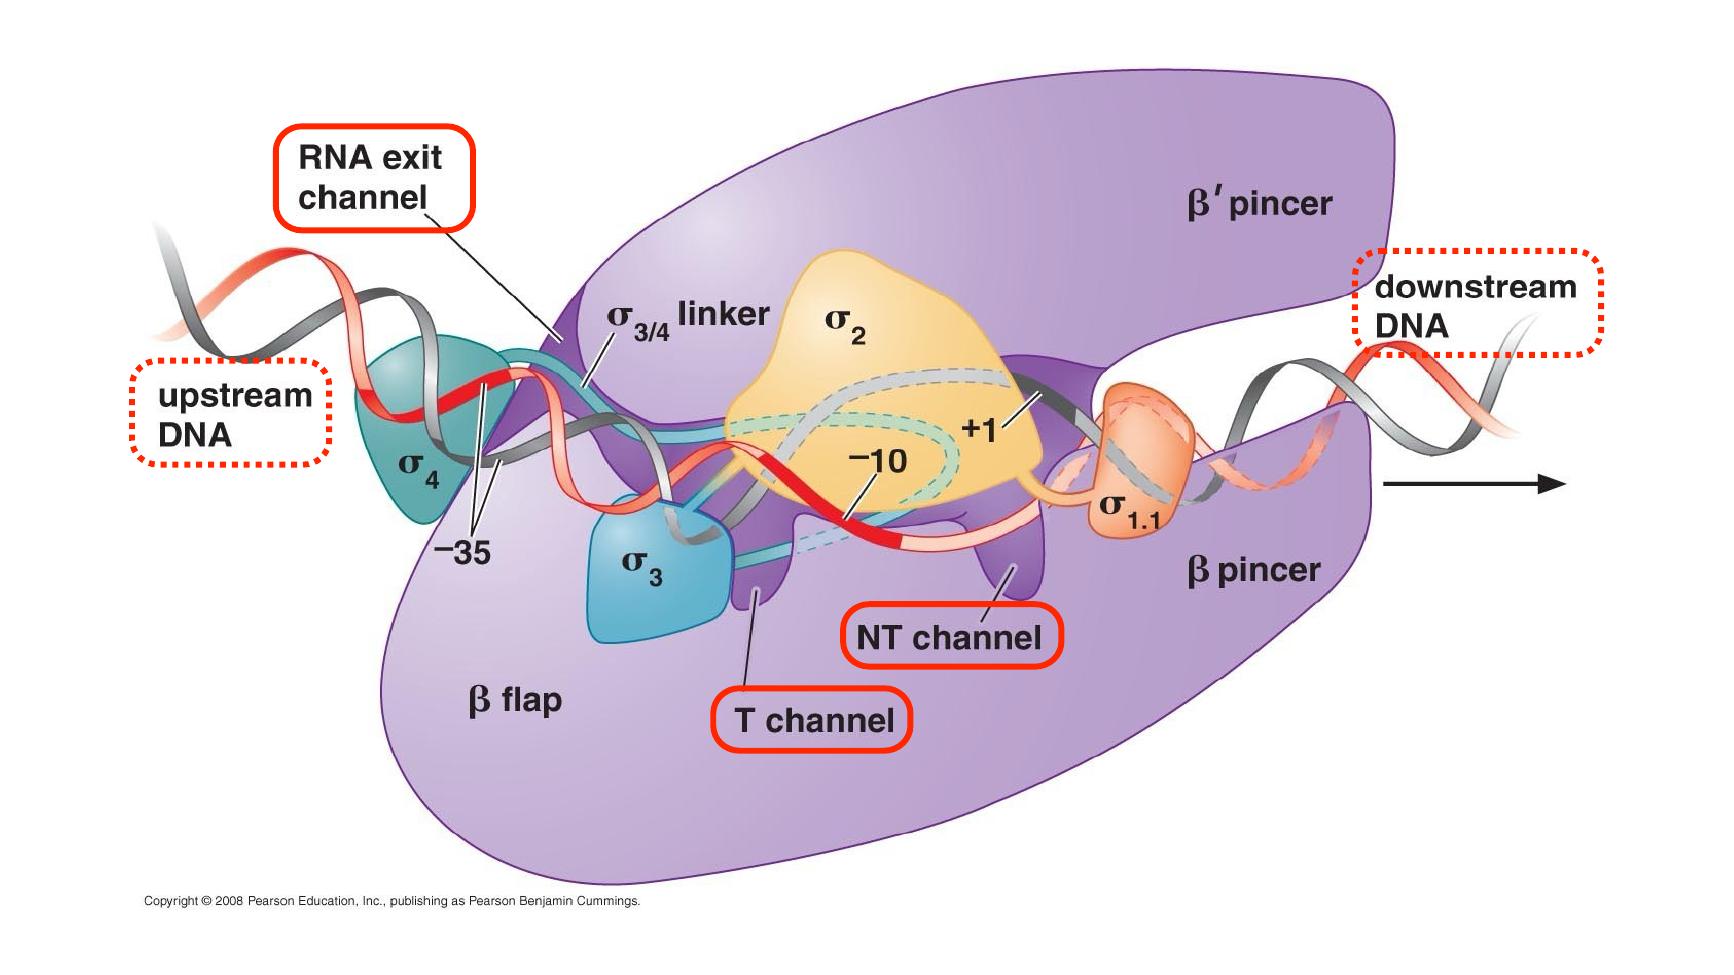 RNA exit
channel
β′ pincer
σ3/4 linker
σ2
downstream
DNA
upstream
DNA
+1
−10
σ4
σ1.1
−35
σ3
β pincer
NT channel
β flap
T channel
Copyright © 2008 Pearson Education, Inc., publishing as Pearson Benjamin Cummings.